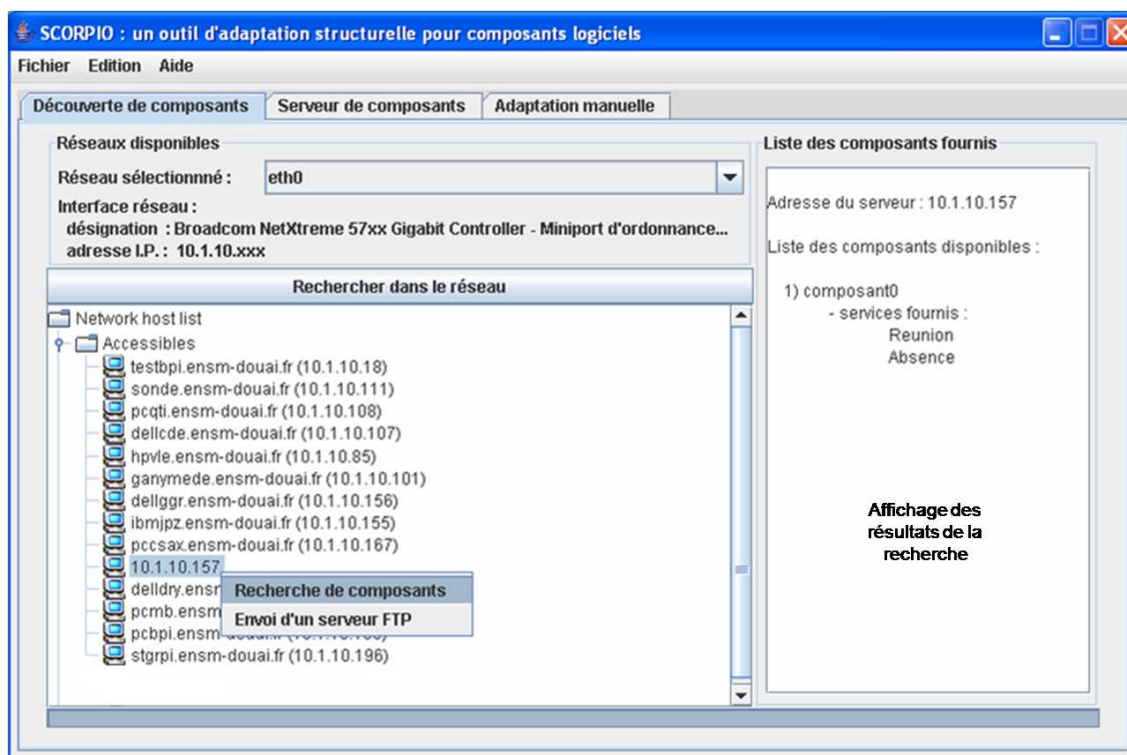 SCORPIO : un outil d'adaptation structurelle pour composants logiciels
Fichier Edition Aide
Découverte de composants Serveur de composants Adaptation manuelle
Réseaux disponibles
Réseau sélectionnné : eth0
Interface réseau :
désignation : Broadcom NetXtreme 57xx Gigabit Controller - Miniport d'ordonnance...
adresse I.P. : 10.1.10.xxx
Rechercher dans le réseau
Network host list
Accessibles
testbpi.ensm-douai.fr (10.1.10.18)
sonde.ensm-douai.fr (10.1.10.111)
pcqti.ensm-douai.fr (10.1.10.108)
dellcde.ensm-douai.fr (10.1.10.107)
hpvle.ensm-douai.fr (10.1.10.85)
ganymede.ensm-douai.fr (10.1.10.101)
dellggr.ensm-douai.fr (10.1.10.156)
ibmjpz.ensm-douai.fr (10.1.10.155)
pccsax.ensm-douai.fr (10.1.10.167)
10.1.10.157
delldry.ensm
pcmb.ensm
pcbpi.ensm
stgrpi.ensm-douai.fr (10.1.10.196)
Recherche de composants
Envoi d'un serveur FTP
Liste des composants fournis
Adresse du serveur : 10.1.10.157
Liste des composants disponibles :
1) composant0
- services fournis :
Reunion
Absence
Affichage des
résultats de la
recherche